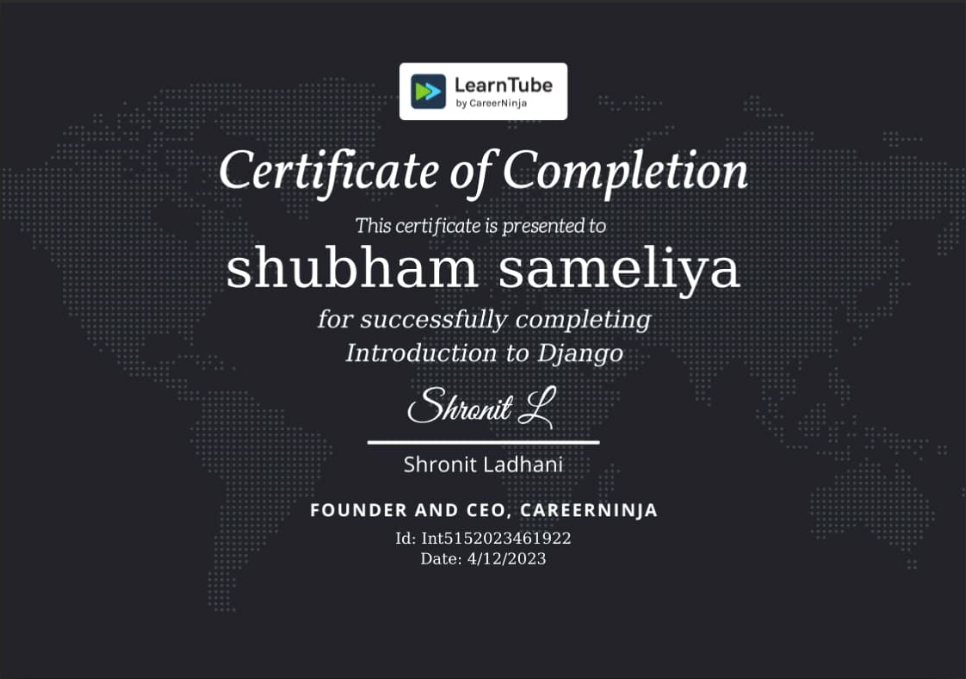 LearnTube
by CareerNinja
Certificate of Completion
This certificate is presented to
shubham sameliya
for successfully completing
Introduction to Django
Shronit L
Shronit Ladhani
FOUNDER AND CEO, CAREERNINJA
Id: Int5152023461922
Date: 4/12/2023